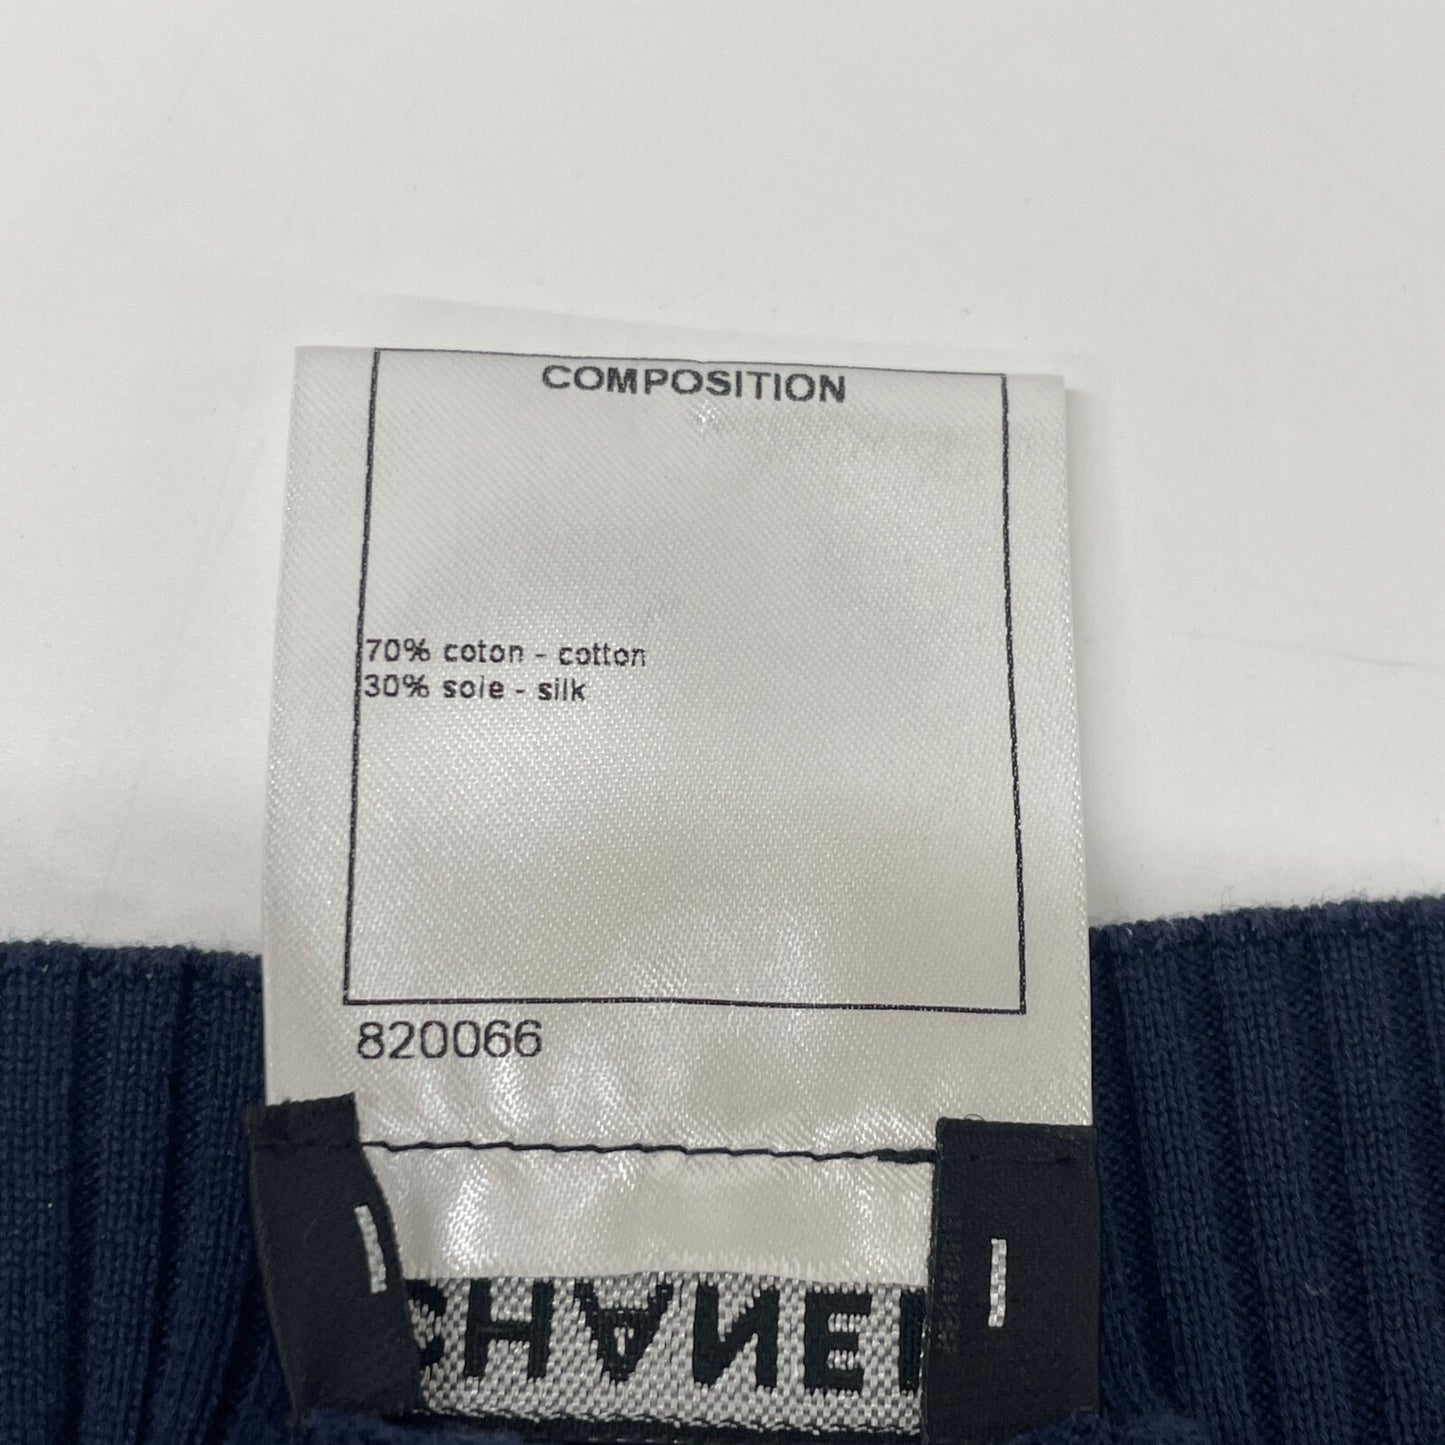 COMPOSITION
70% coton - cotton
30% soie - silk
820066
CHANEL